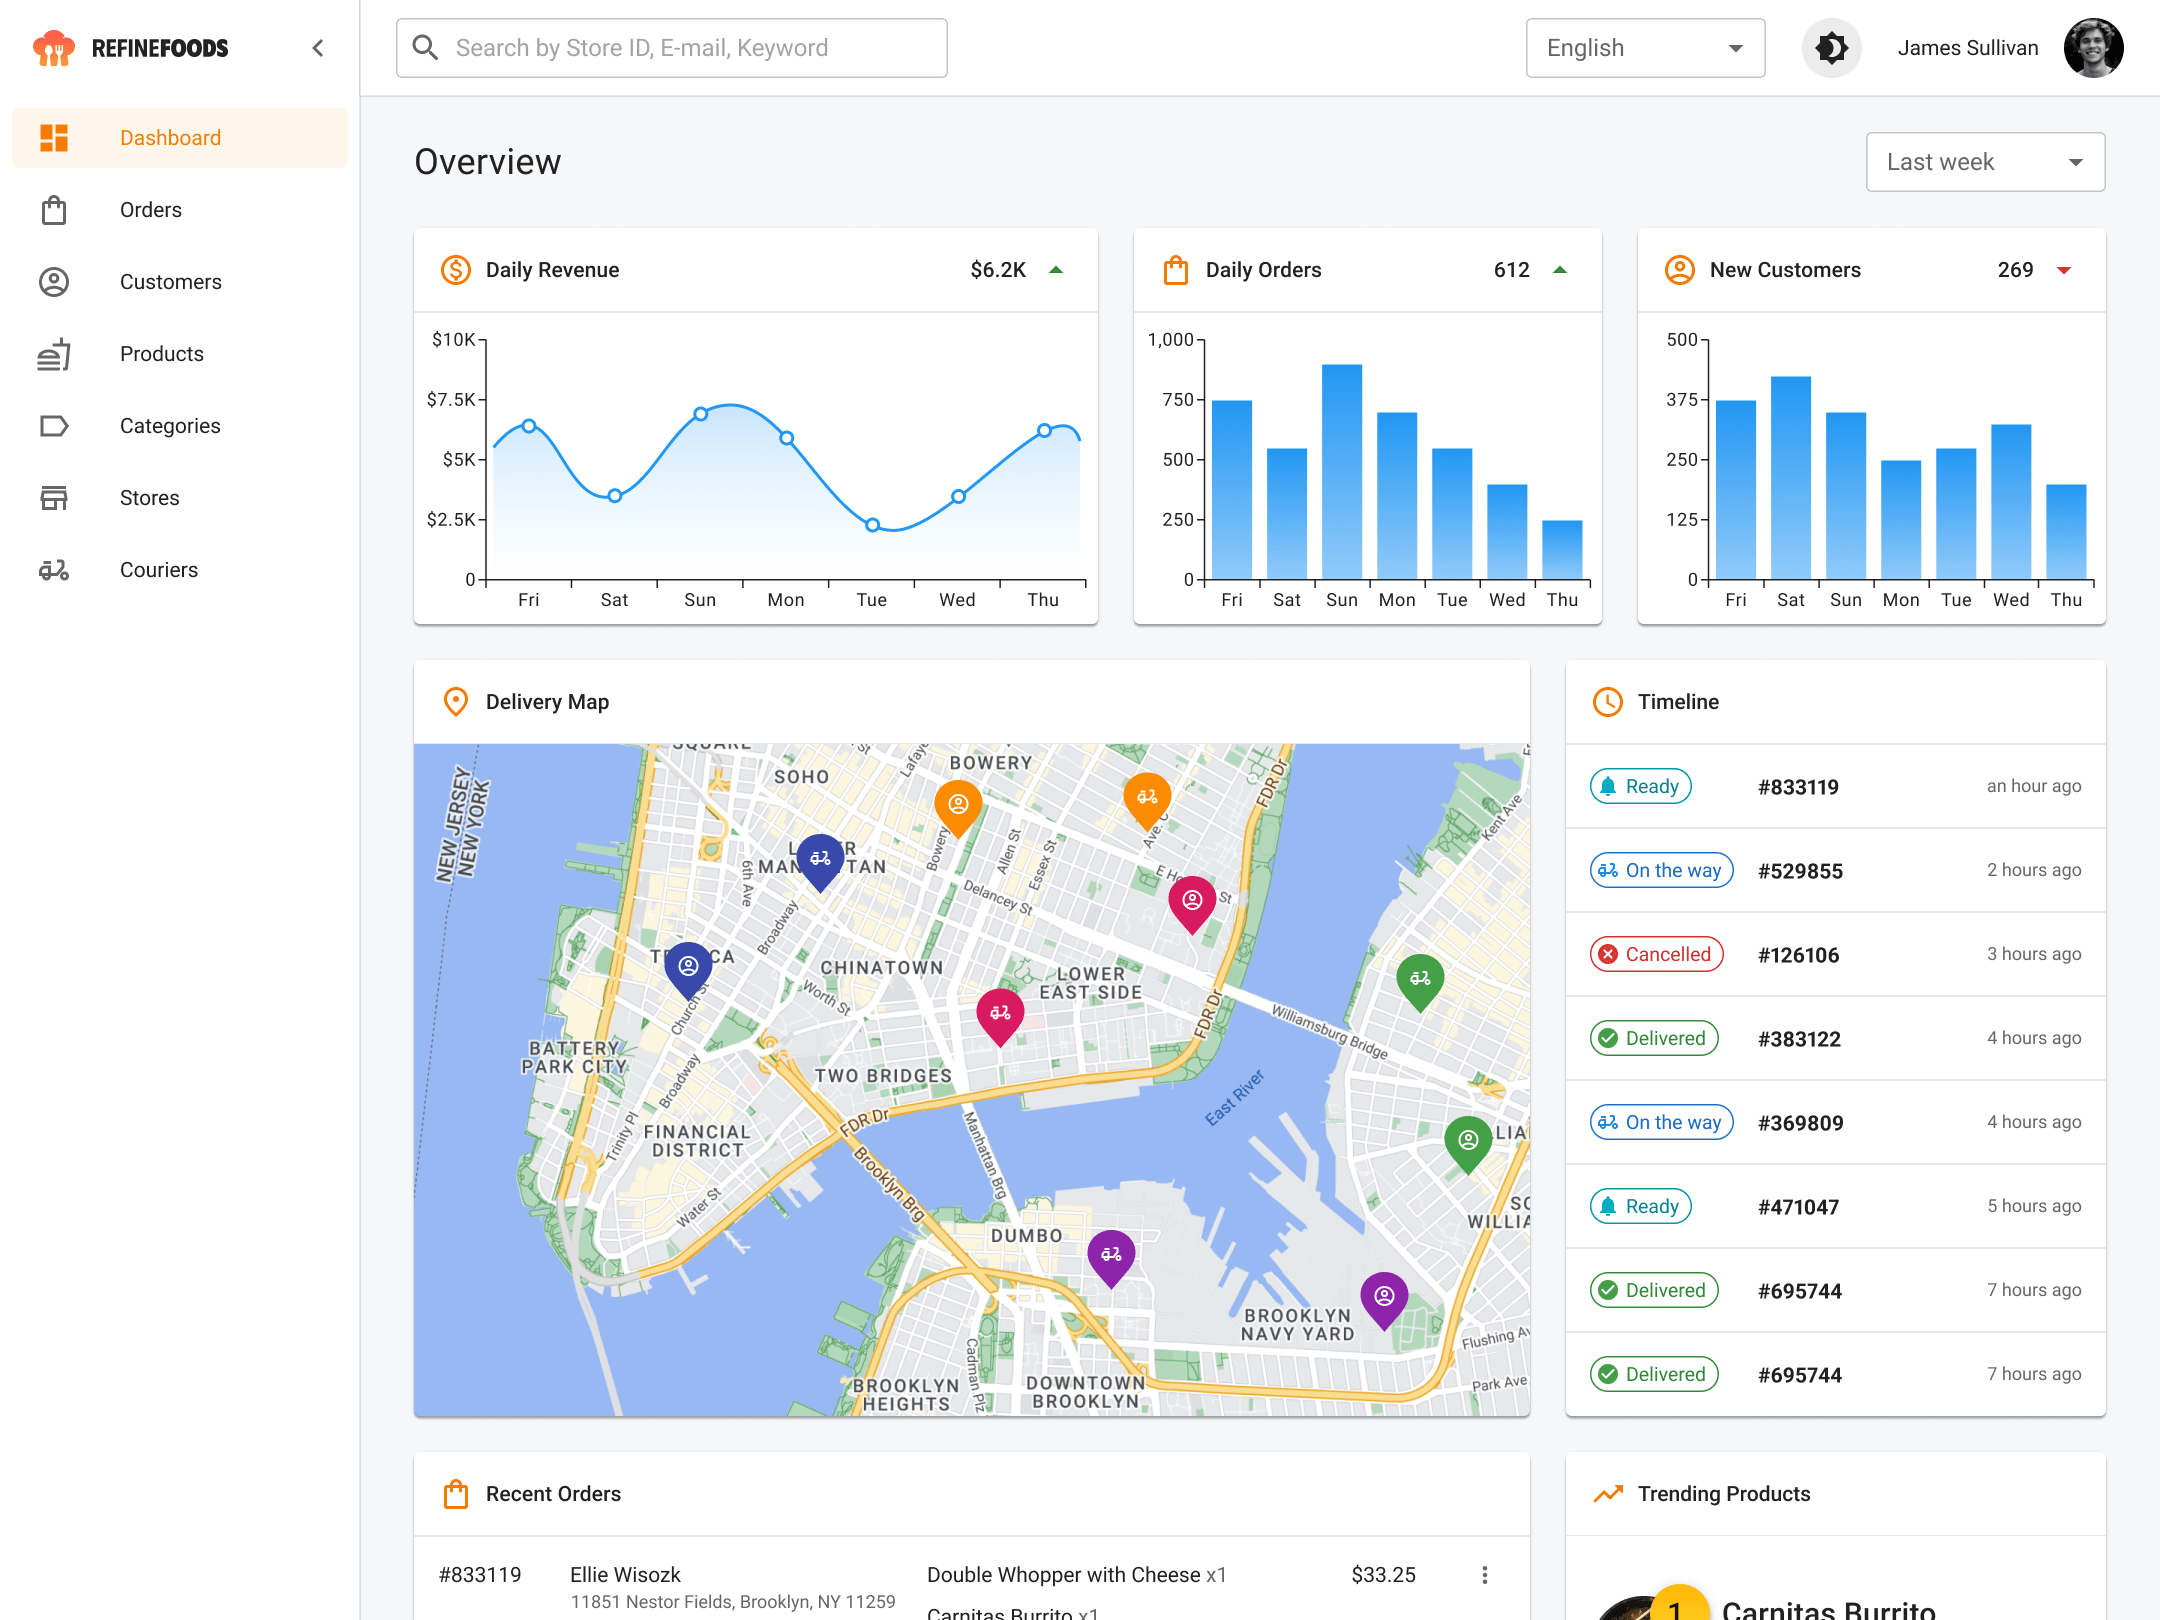 REFINEFOODS
Search by Store ID, E-mail, Keyword
English
James Sullivan
Dashboard
Orders
Customers
Products
Categories
Stores
Couriers
Overview
Last week
Daily Revenue
$6.2K
$10K
$7.5K
$5K
$2.5K
0
Fri Sat Sun Mon Tue Wed Thu
Daily Orders
612
1,000
750
500
250
0
Fri Sat Sun Mon Tue Wed Thu
New Customers
269
500
375
250
125
0
Fri Sat Sun Mon Tue Wed Thu
Delivery Map
NEW JERSEY
NEW YORK
SQUARE
SOHO
BOWERY
Bowery
Allen St
Essex St
Delancey St
FDR Dr
Kent Ave
6th Ave
Broadway
CHINATOWN
Worth St
LOWER
EAST SIDE
FDR Dr
Williamsburg Bridge
Church St
BATTERY
PARK CITY
Broadway
TWO BRIDGES
East River
FDR Dr
Trinity Pl
FINANCIAL
DISTRICT
Manhattan Brg
Brooklyn Brg
Water St
DUMBO
BROOKLYN
NAVY YARD
Park Ave
Cadman Plz
BROOKLYN
HEIGHTS
DOWNTOWN
BROOKLYN
Timeline
Ready #833119 an hour ago
On the way #529855 2 hours ago
Cancelled #126106 3 hours ago
Delivered #383122 4 hours ago
On the way #369809 4 hours ago
Ready #471047 5 hours ago
Delivered #695744 7 hours ago
Delivered #695744 7 hours ago
Recent Orders
#833119 Ellie Wisozk Double Whopper with Cheese x1 $33.25
11851 Nestor Fields, Brooklyn, NY 11259
Carnitas Burrito x1
Trending Products
1 Carnitas Burrito